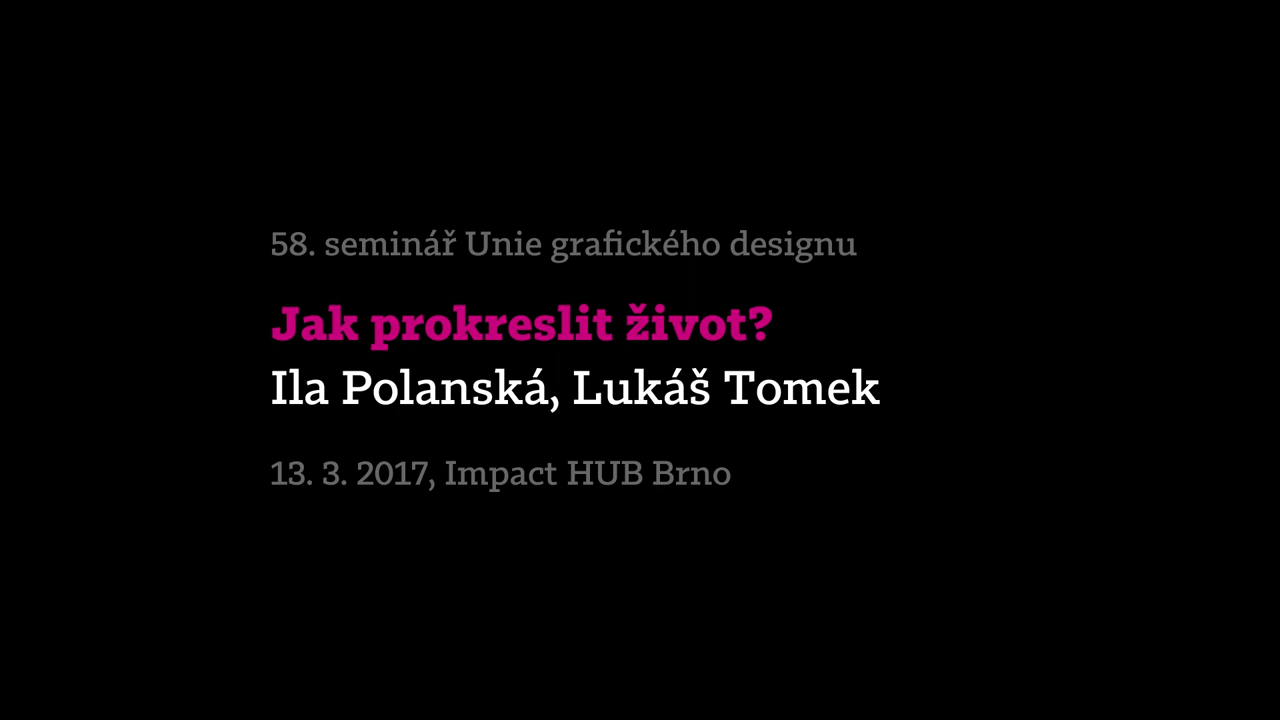 58. seminář Unie grafického designu
Jak prokreslit život?
Ila Polanská, Lukáš Tomek
13. 3. 2017, Impact HUB Brno